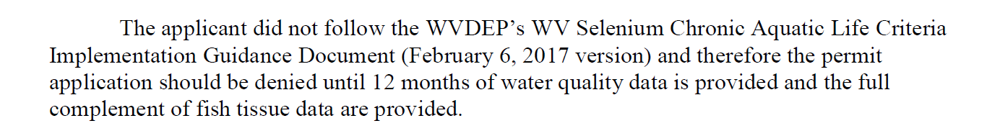 The applicant did not follow the WVDEP’s WV Selenium Chronic Aquatic Life Criteria
Implementation Guidance Document (February 6, 2017 version) and therefore the permit
application should be denied until 12 months of water quality data is provided and the full
complement of fish tissue data are provided.